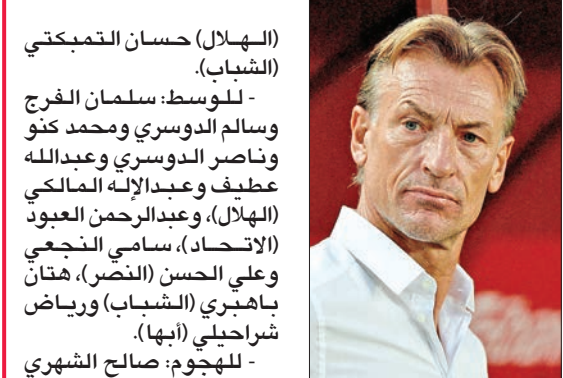 (الهلال) حسان التمبكتي
(الشباب).
- للوسط: سلمان الفرج
وسالم الدوسري ومحمد كنو
وناصر الدوسري وعبدالله
عطيف وعبدالإله المالكي
(الهلال)، وعبدالرحمن العبود
(الاتحاد)، سامي النجعي
وعلي الحسن (النصر)، هتان
باهبري (الشباب) ورياض
شراحيلي (أبها).
- للهجوم: صالح الشهري